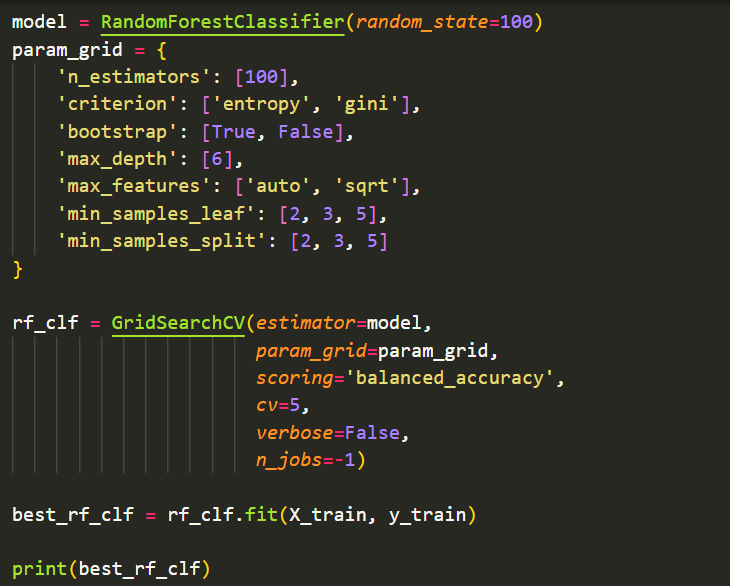 model = RandomForestClassifier(random_state=100)
param_grid = {
    'n_estimators': [100],
    'criterion': ['entropy', 'gini'],
    'bootstrap': [True, False],
    'max_depth': [6],
    'max_features': ['auto', 'sqrt'],
    'min_samples_leaf': [2, 3, 5],
    'min_samples_split': [2, 3, 5]
}
rf_clf = GridSearchCV(estimator=model,
                      param_grid=param_grid,
                      scoring='balanced_accuracy',
                      cv=5,
                      verbose=False,
                      n_jobs=-1)
best_rf_clf = rf_clf.fit(X_train, y_train)
print(best_rf_clf)